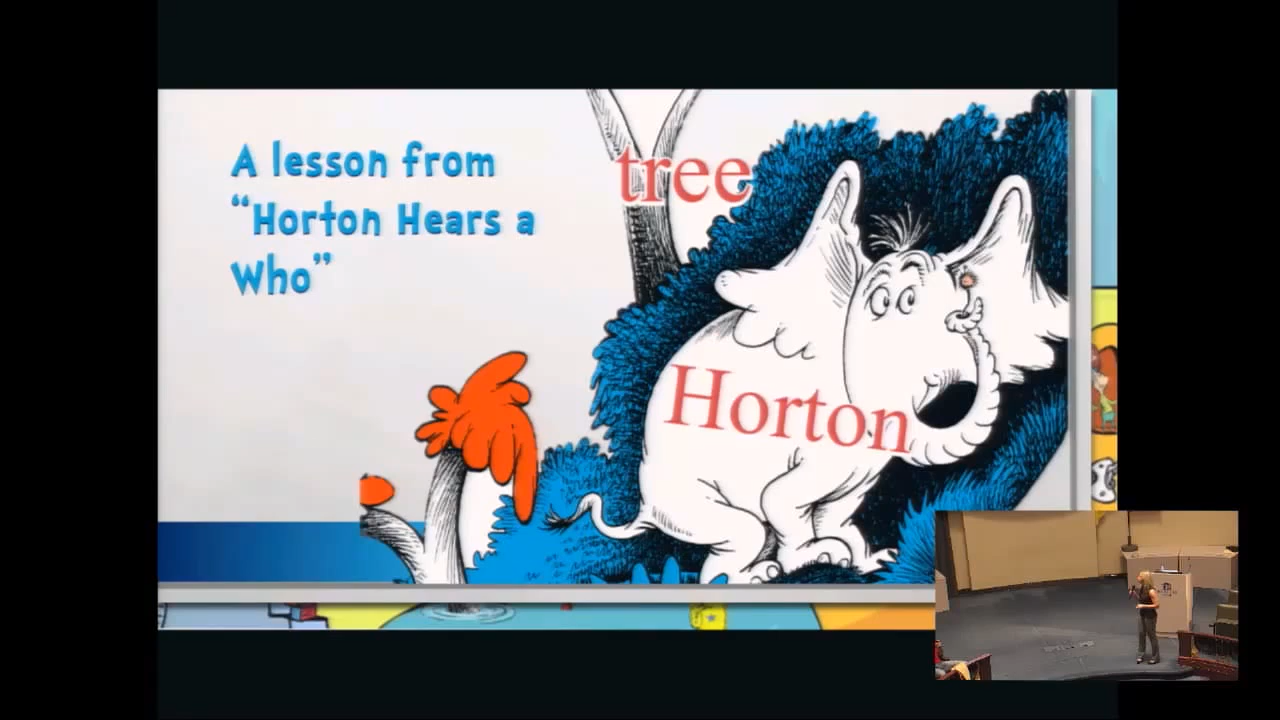 A lesson from
“Horton Hears a
Who”
tree
Horton